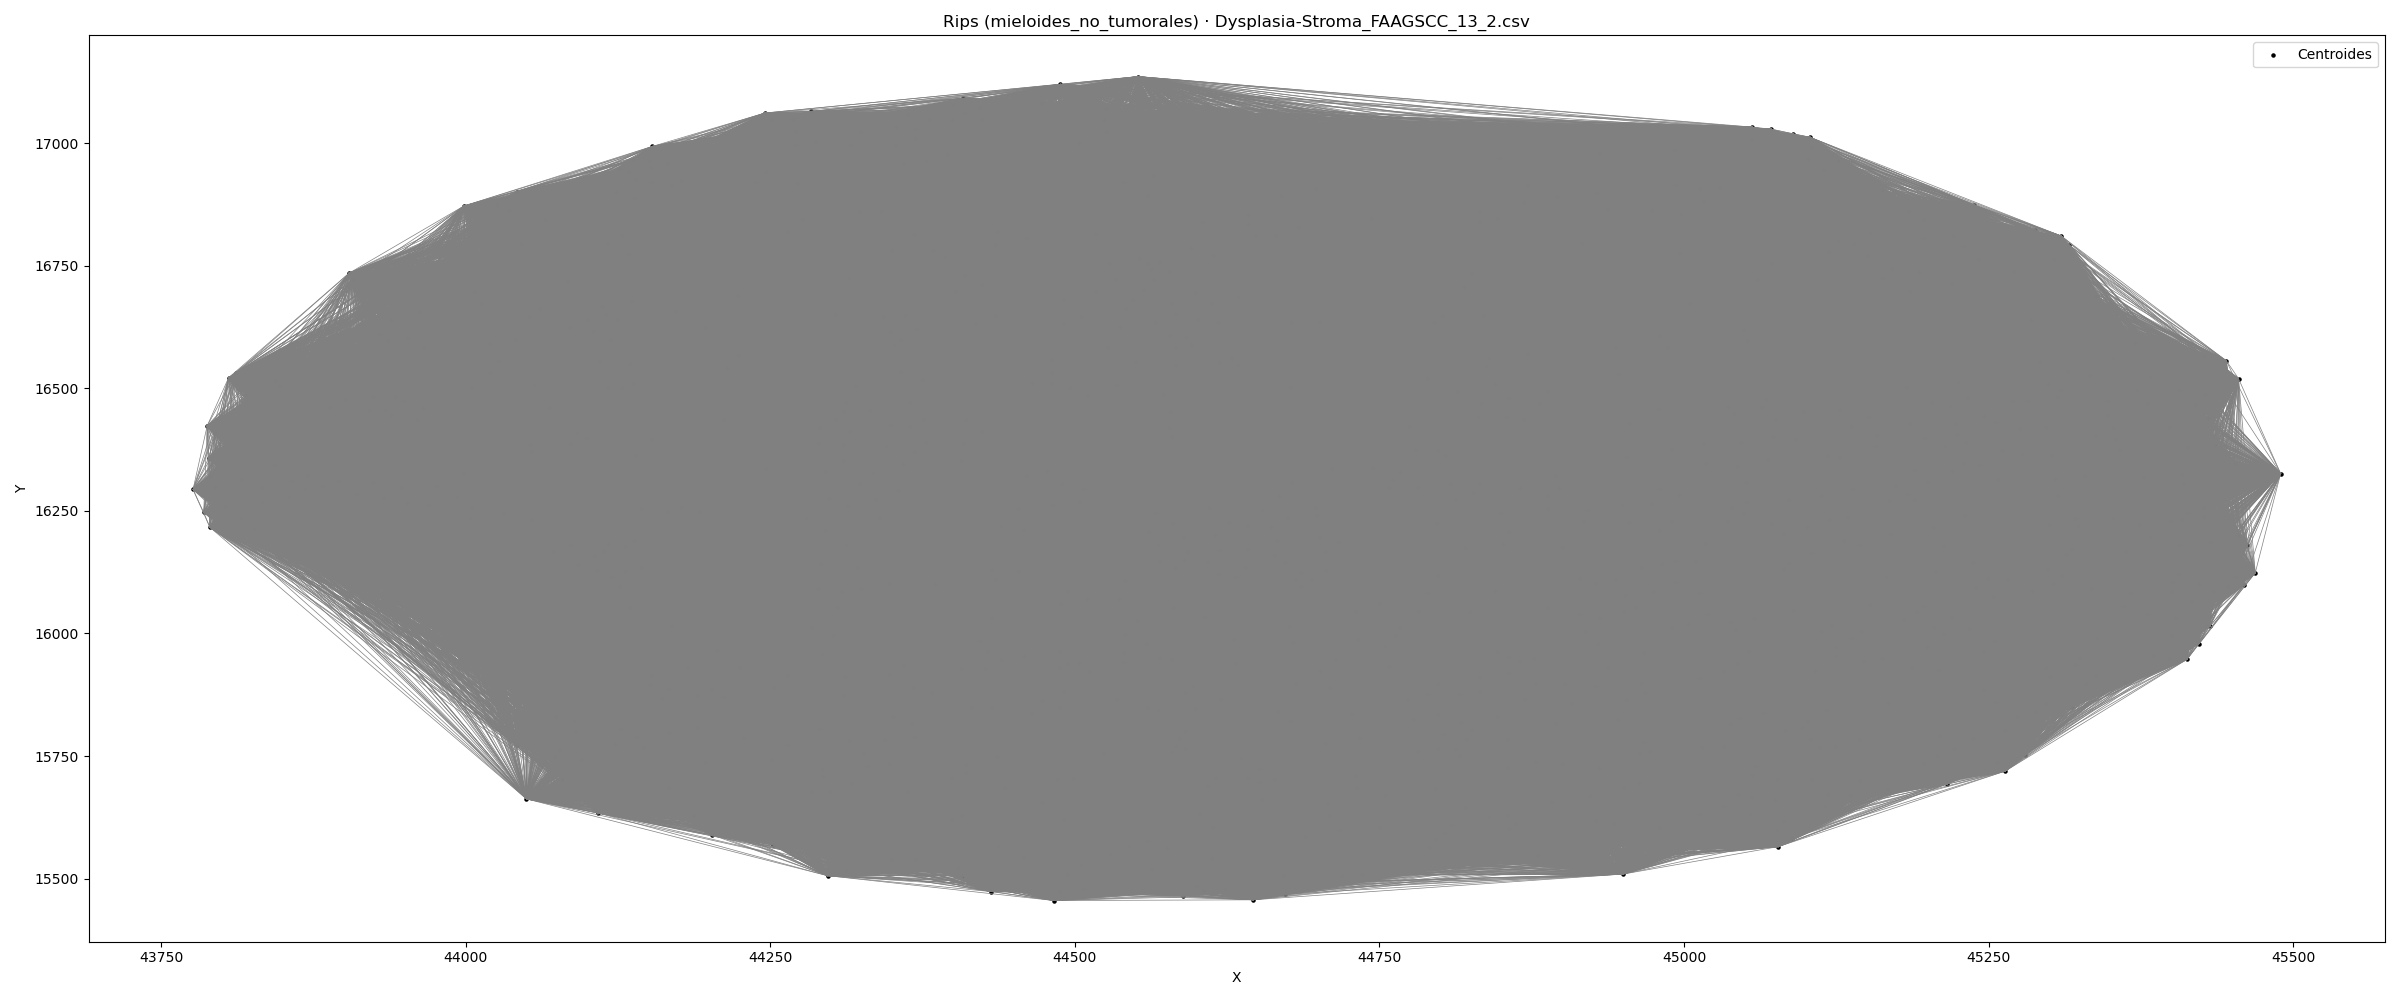 Rips (mieloides_no_tumorales) · Dysplasia-Stroma_FAAGSCC_13_2.csv
Centroides
17000
16750
16500
16250
16000
15750
15500
Y
43750 44000 44250 44500 44750 45000 45250 45500
X